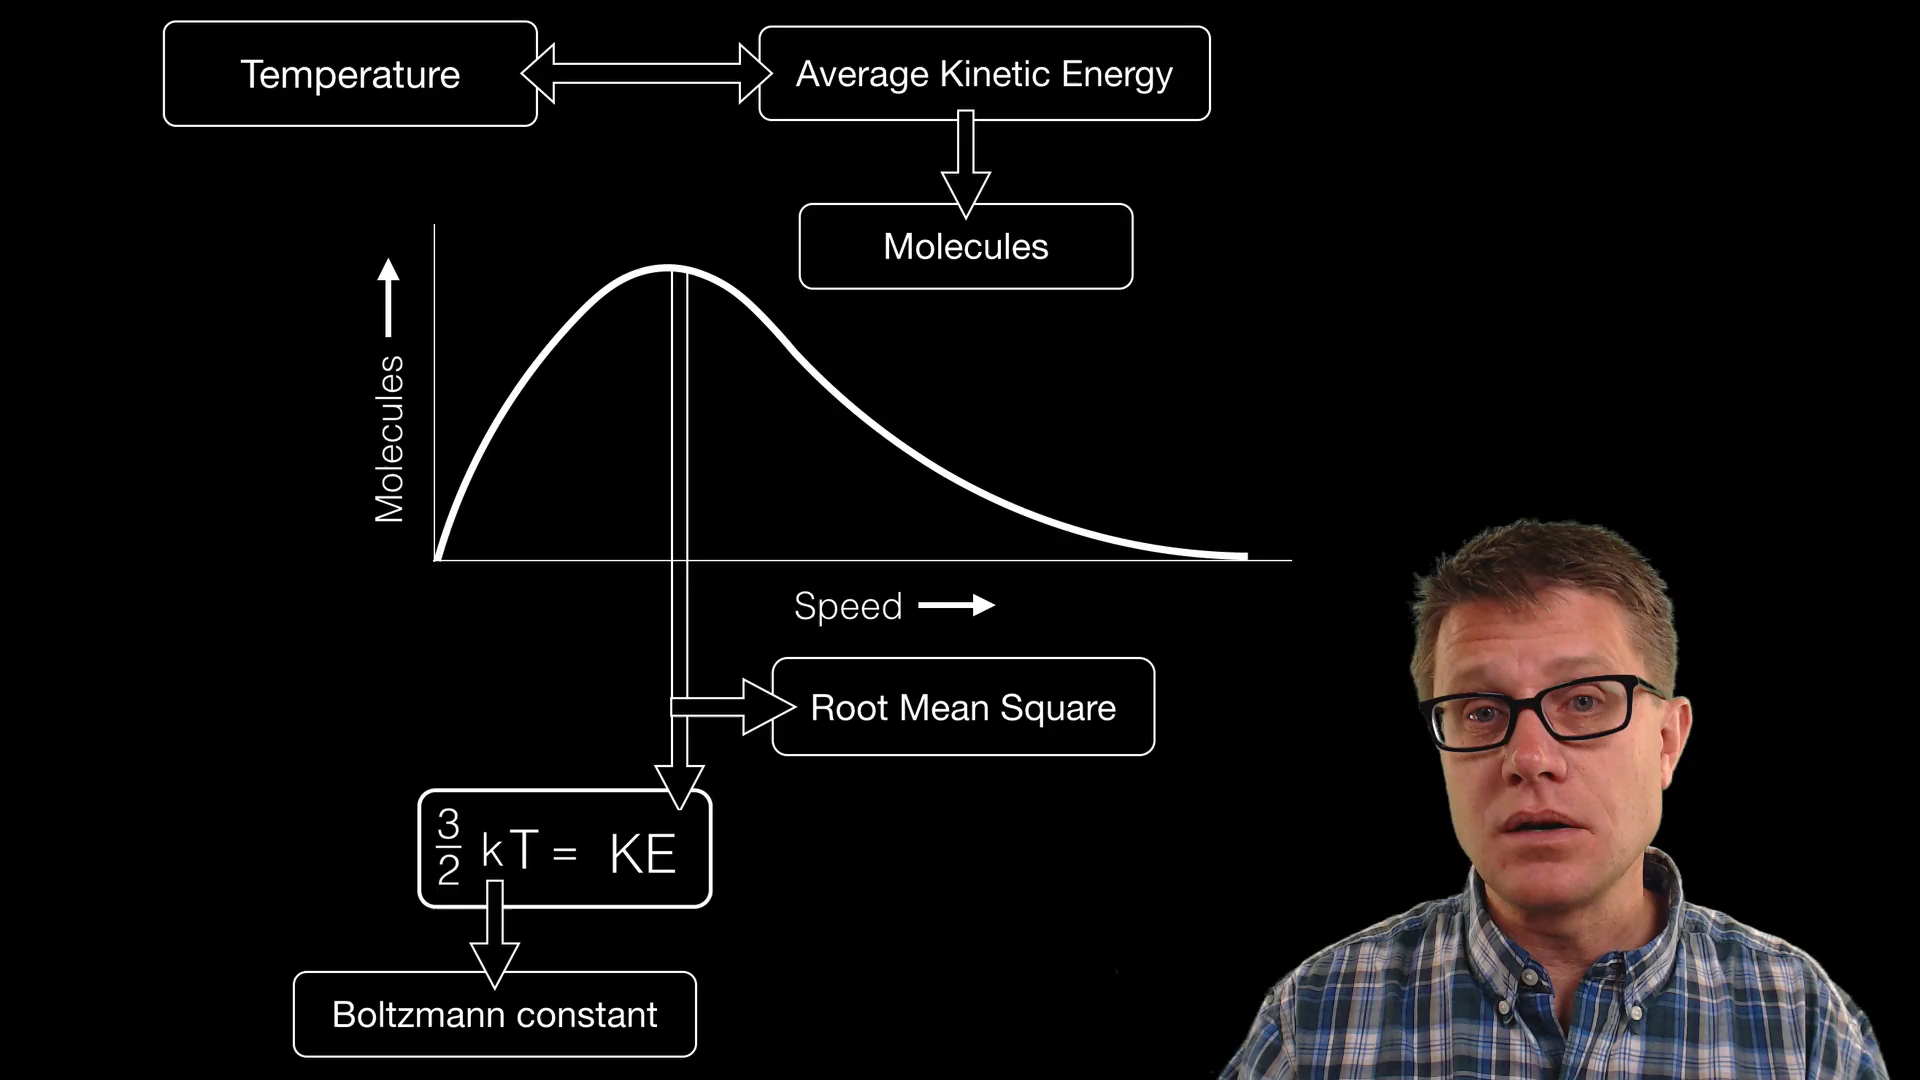 Temperature
Average Kinetic Energy
Molecules
Molecules
Speed
Root Mean Square
3/2 kT = KE
Boltzmann constant